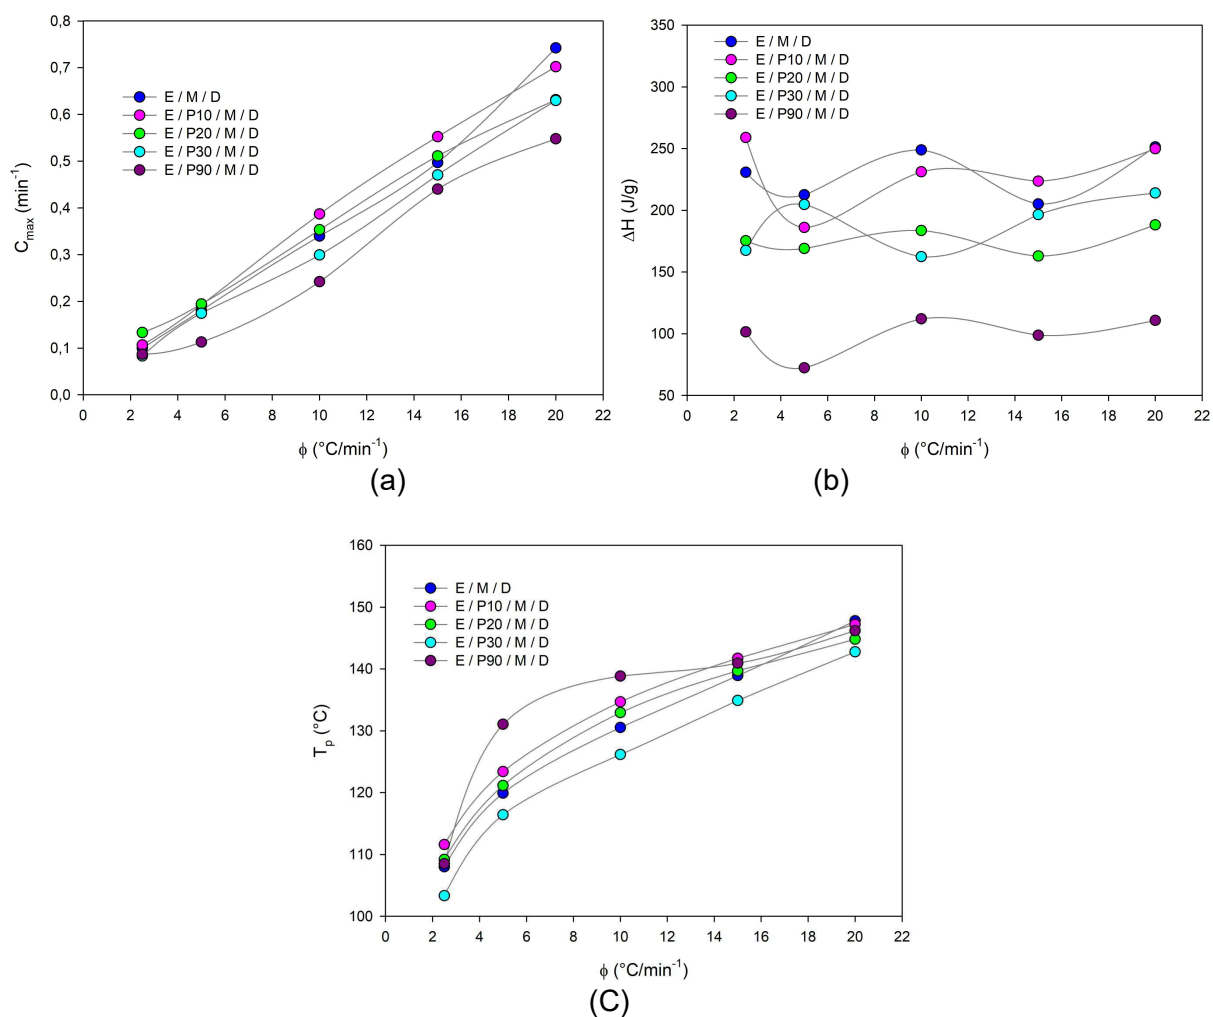 0,8
0,7
0,6
0,5
0,4
0,3
0,2
0,1
0,0
C_max (min⁻¹)
E / M / D
E / P10 / M / D
E / P20 / M / D
E / P30 / M / D
E / P90 / M / D
0 2 4 6 8 10 12 14 16 18 20 22
ϕ (°C/min⁻¹)
(a)
350
300
250
200
150
100
50
ΔH (J/g)
E / M / D
E / P10 / M / D
E / P20 / M / D
E / P30 / M / D
E / P90 / M / D
0 2 4 6 8 10 12 14 16 18 20 22
ϕ (°C/min⁻¹)
(b)
160
150
140
130
120
110
100
T_p (°C)
E / M / D
E / P10 / M / D
E / P20 / M / D
E / P30 / M / D
E / P90 / M / D
0 2 4 6 8 10 12 14 16 18 20 22
ϕ (°C/min⁻¹)
(C)